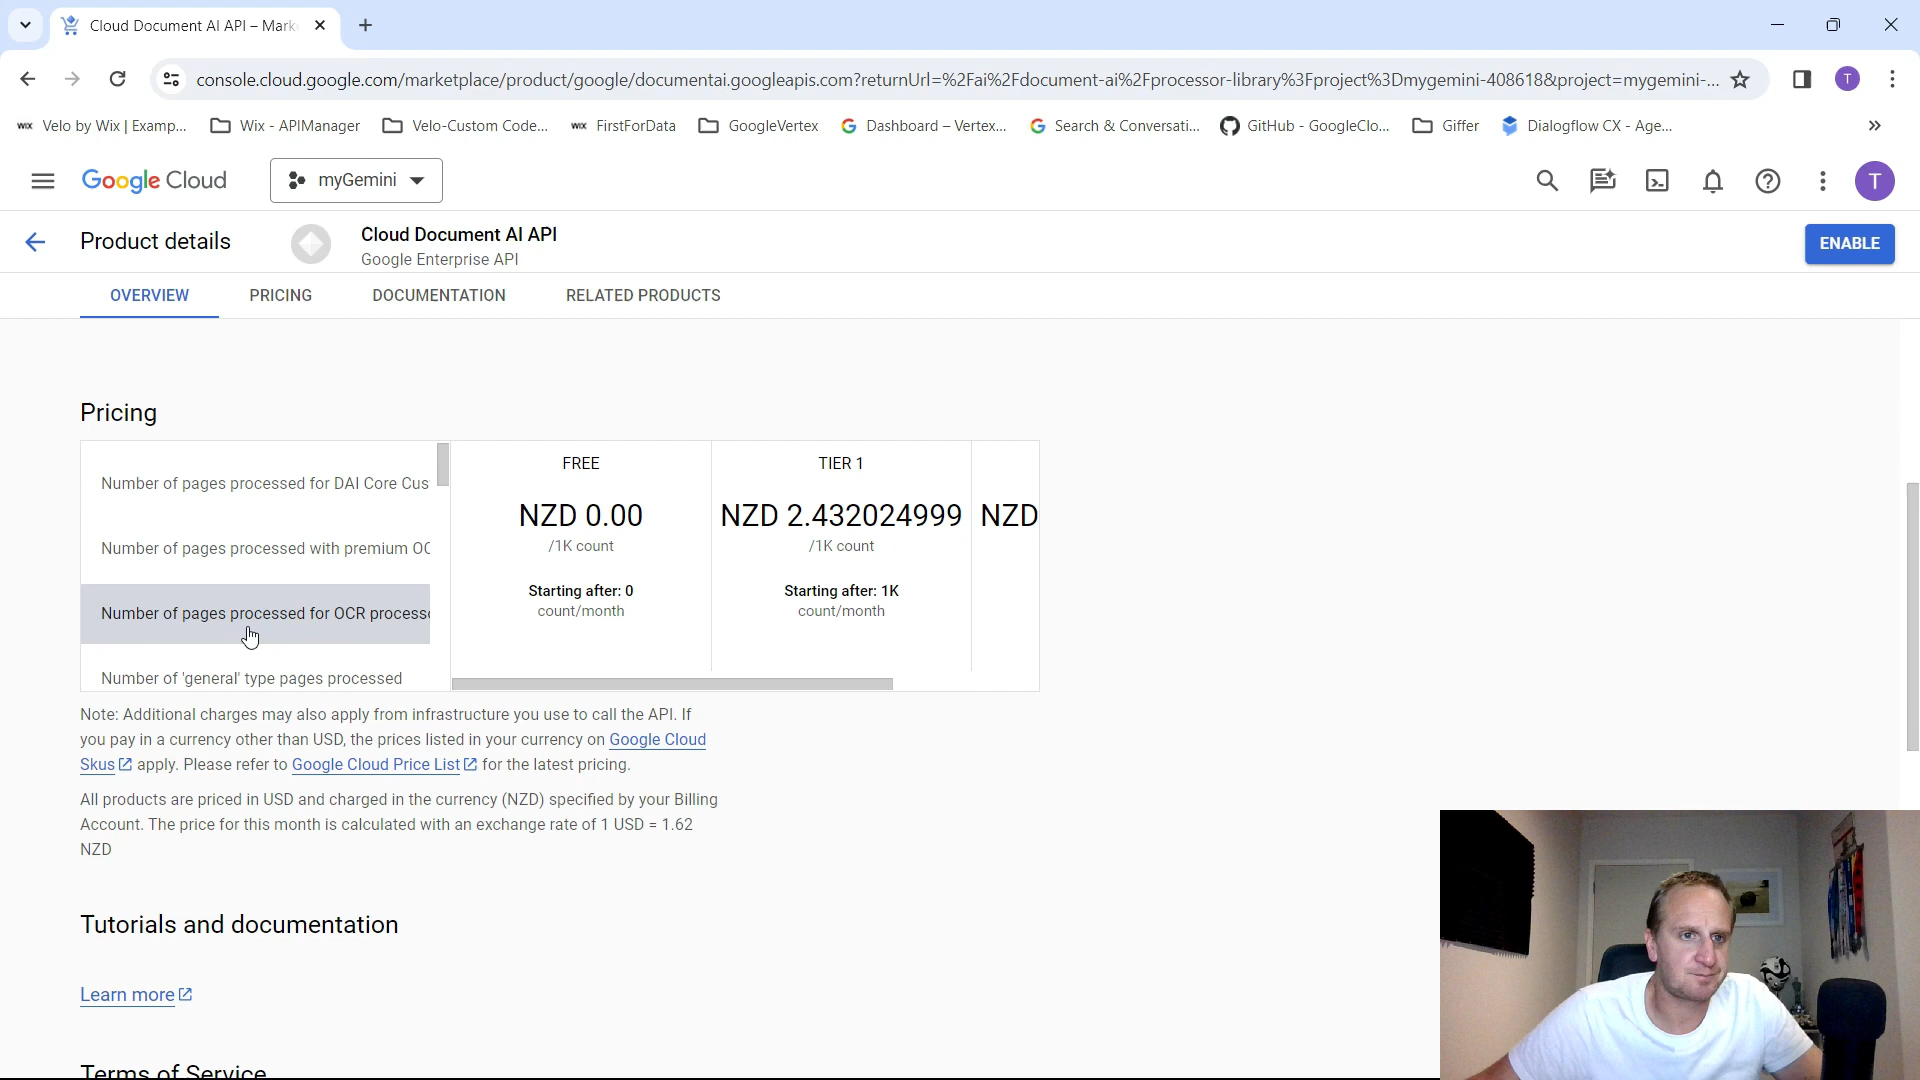 Cloud Document AI API – Mark
console.cloud.google.com/marketplace/product/google/documentai.googleapis.com?returnUrl=%2Fai%2Fdocument-ai%2Fprocessor-library%3Fproject%3Dmygemini-408618&project=mygemini-...
T
WIX Velo by Wix | Examp...
Wix - APIManager
Velo-Custom Code...
WIX FirstForData
GoogleVertex
Dashboard – Vertex...
Search & Conversati...
GitHub - GoogleClo...
Giffer
Dialogflow CX - Age...
Google Cloud
myGemini
T
Product details
Cloud Document AI API
Google Enterprise API
ENABLE
OVERVIEW
PRICING
DOCUMENTATION
RELATED PRODUCTS
Pricing
Number of pages processed for DAI Core Cus
Number of pages processed with premium OC
Number of pages processed for OCR process
Number of 'general' type pages processed
FREE
NZD 0.00
/1K count
Starting after: 0
count/month
TIER 1
NZD 2.432024999
/1K count
Starting after: 1K
count/month
NZD
Note: Additional charges may also apply from infrastructure you use to call the API. If
you pay in a currency other than USD, the prices listed in your currency on Google Cloud
Skus apply. Please refer to Google Cloud Price List for the latest pricing.
All products are priced in USD and charged in the currency (NZD) specified by your Billing
Account. The price for this month is calculated with an exchange rate of 1 USD = 1.62
NZD
Tutorials and documentation
Learn more
Terms of Service